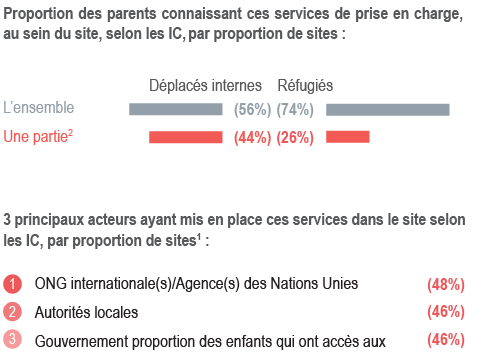 Proportion des parents connaissant ces services de prise en charge,
au sein du site, selon les IC, par proportion de sites :
Déplacés internes Réfugiés
L'ensemble (56%) (74%)
Une partie² (44%) (26%)
3 principaux acteurs ayant mis en place ces services dans le site selon
les IC, par proportion de sites¹ :
1 ONG internationale(s)/Agence(s) des Nations Unies (48%)
2 Autorités locales (46%)
3 Gouvernement proportion des enfants qui ont accès aux (46%)